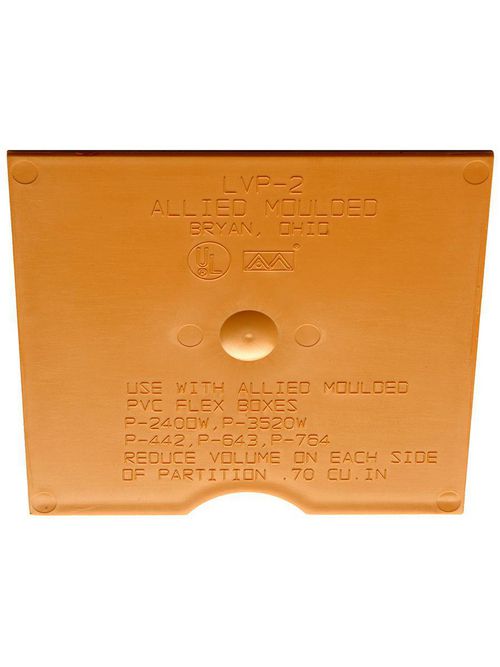 LVP-2
ALLIED MOULDED
BRYAN, OHIO
UL
USE WITH ALLIED MOULDED
PVC FLEX BOXES
P-240DW,P-3520W
P-442,P-643,P-764
REDUCE VOLUME ON EACH SIDE
OF PARTITION .70 CU.IN